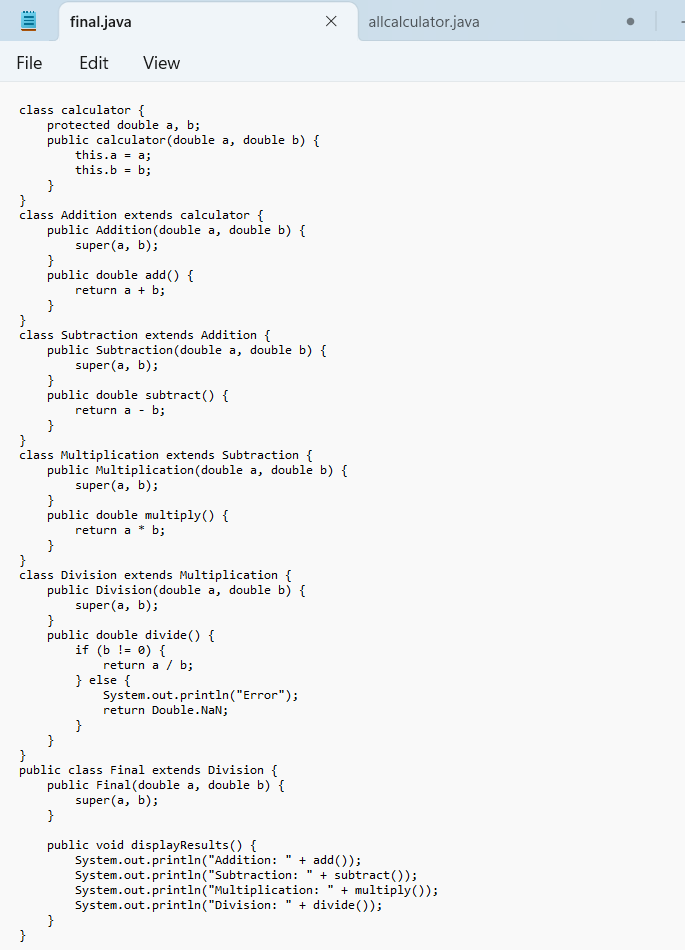 final.java
allcalculator.java
File Edit View
class calculator {
    protected double a, b;
    public calculator(double a, double b) {
        this.a = a;
        this.b = b;
    }
}
class Addition extends calculator {
    public Addition(double a, double b) {
        super(a, b);
    }
    public double add() {
        return a + b;
    }
}
class Subtraction extends Addition {
    public Subtraction(double a, double b) {
        super(a, b);
    }
    public double subtract() {
        return a - b;
    }
}
class Multiplication extends Subtraction {
    public Multiplication(double a, double b) {
        super(a, b);
    }
    public double multiply() {
        return a * b;
    }
}
class Division extends Multiplication {
    public Division(double a, double b) {
        super(a, b);
    }
    public double divide() {
        if (b != 0) {
            return a / b;
        } else {
            System.out.println("Error");
            return Double.NaN;
        }
    }
}
public class Final extends Division {
    public Final(double a, double b) {
        super(a, b);
    }

    public void displayResults() {
        System.out.println("Addition: " + add());
        System.out.println("Subtraction: " + subtract());
        System.out.println("Multiplication: " + multiply());
        System.out.println("Division: " + divide());
    }
}